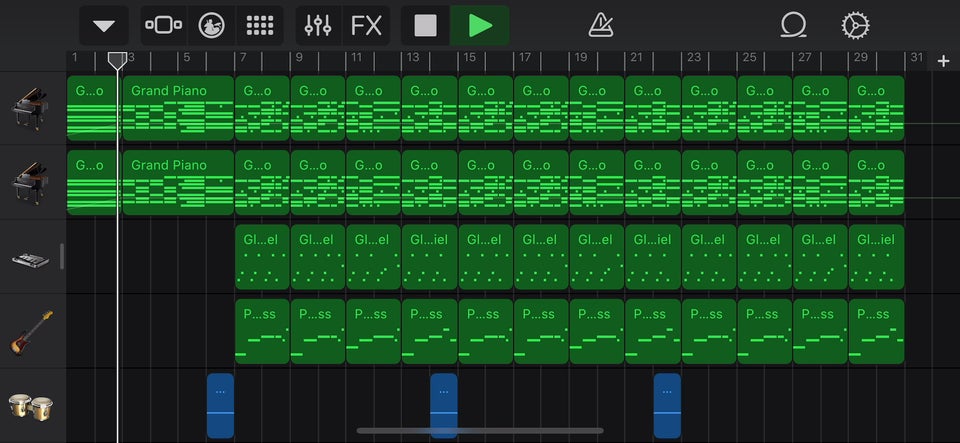 FX
1 3 5 7 9 11 13 15 17 19 21 23 25 27 29 31 +
G...o Grand Piano G...o G...o G...o G...o G...o G...o G...o G...o G...o G...o G...o G...o
G...o Grand Piano G...o G...o G...o G...o G...o G...o G...o G...o G...o G...o G...o G...o
Gl...el Gl...el Gl...el Gl...iel Gl...el Gl...el Gl...el Gl...iel Gl...el Gl...el Gl...el Gl...iel
P...ss P...ss P...ss P...ss P...ss P...ss P...ss P...ss P...ss P...ss P...ss P...ss
... ... ...